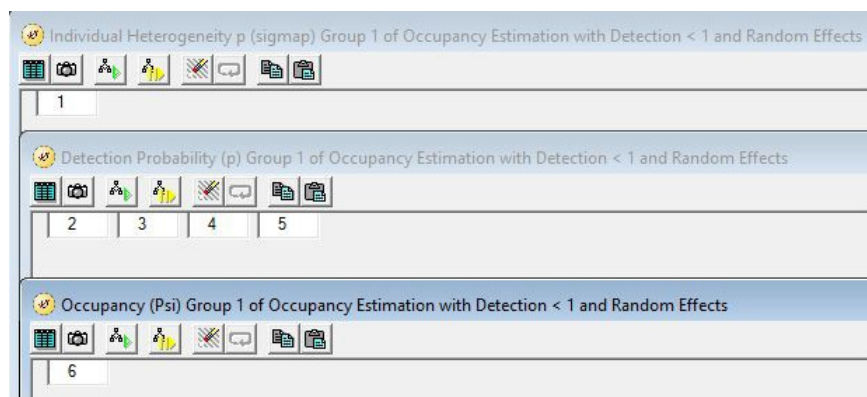 Individual Heterogeneity p (sigmap) Group 1 of Occupancy Estimation with Detection < 1 and Random Effects
1
Detection Probability (p) Group 1 of Occupancy Estimation with Detection < 1 and Random Effects
2 3 4 5
Occupancy (Psi) Group 1 of Occupancy Estimation with Detection < 1 and Random Effects
6